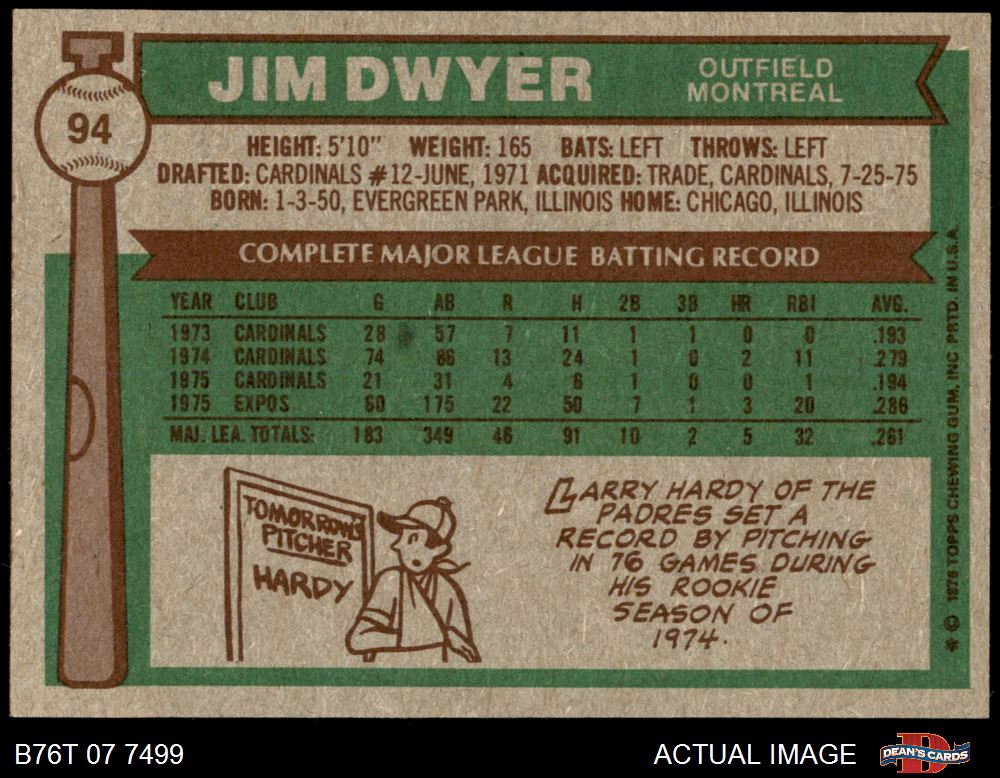 94
JIM DWYER
OUTFIELD
MONTREAL
HEIGHT: 5'10" WEIGHT: 165 BATS: LEFT THROWS: LEFT
DRAFTED: CARDINALS #12-JUNE, 1971 ACQUIRED: TRADE, CARDINALS, 7-25-75
BORN: 1-3-50, EVERGREEN PARK, ILLINOIS HOME: CHICAGO, ILLINOIS
COMPLETE MAJOR LEAGUE BATTING RECORD
YEAR CLUB G AB R H 2B 3B HR RBI AVG.
1973 CARDINALS 28 57 7 11 1 1 0 0 .193
1974 CARDINALS 74 86 13 24 1 0 2 11 .279
1975 CARDINALS 21 31 4 6 1 0 0 1 .194
1975 EXPOS 60 175 22 50 7 1 3 20 .286
MAJ. LEA. TOTALS: 183 349 46 91 10 2 5 32 .261
TOMORROW'S
PITCHER
HARDY
LARRY HARDY OF THE
PADRES SET A
RECORD BY PITCHING
IN 76 GAMES DURING
HIS ROOKIE
SEASON OF
1974.
* © 1976 TOPPS CHEWING GUM, INC PRTD. IN U.S.A.
B76T 07 7499
ACTUAL IMAGE
D
DEAN'S CARDS